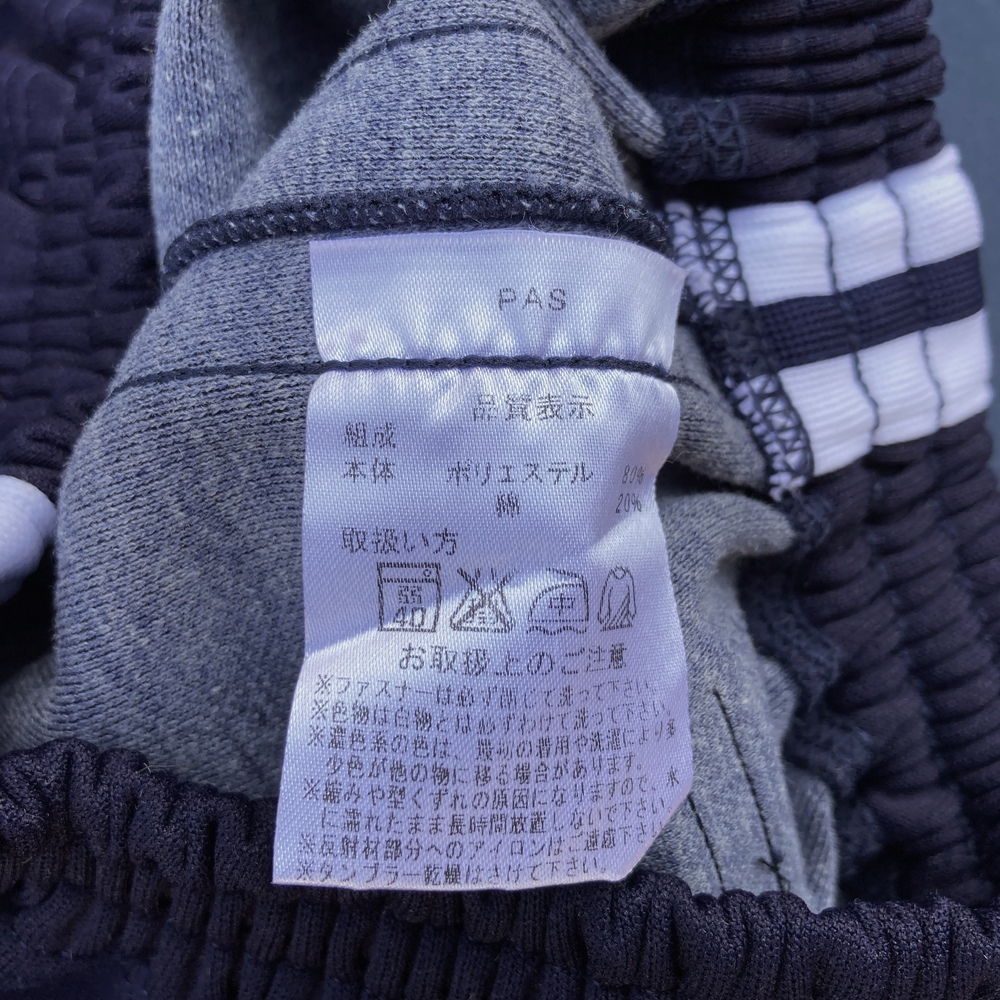 PAS
品質表示
組成
本体 ポリエステル 80%
綿 20%
取扱い方
弱 40 中
お取扱上のご注意
※ファスナーは必ず閉じて洗って下さい。
※色物は白物とは必ずわけて洗って下さい。
※濃色系の色は、幾初の着用や洗濯により多
少色が他の物に移る場合があります。
※縮みや型くずれの原因になりますので、水
に濡れたまま長時間放置しないで下さい。
※反射材部分へのアイロンはご遠慮下さい。
※タンブラー乾燥はさけて下さい。